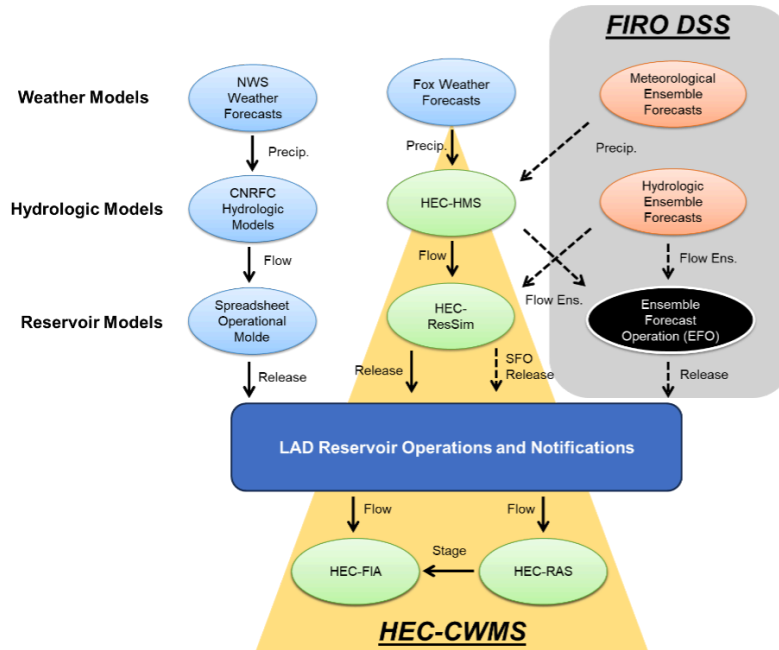 FIRO DSS
Weather Models
NWS
Weather
Forecasts
Fox Weather
Forecasts
Meteorological
Ensemble
Forecasts
Precip.
Precip.
Precip.
Hydrologic Models
CNRFC
Hydrologic
Models
HEC-HMS
Hydrologic
Ensemble
Forecasts
Flow
Flow
Flow Ens.
Flow Ens.
Reservoir Models
Spreadsheet
Operational
Molde
HEC-
ResSim
Ensemble
Forecast
Operation (EFO)
Release
Release
SFO
Release
Release
LAD Reservoir Operations and Notifications
Flow
Flow
HEC-FIA
Stage
HEC-RAS
HEC-CWMS